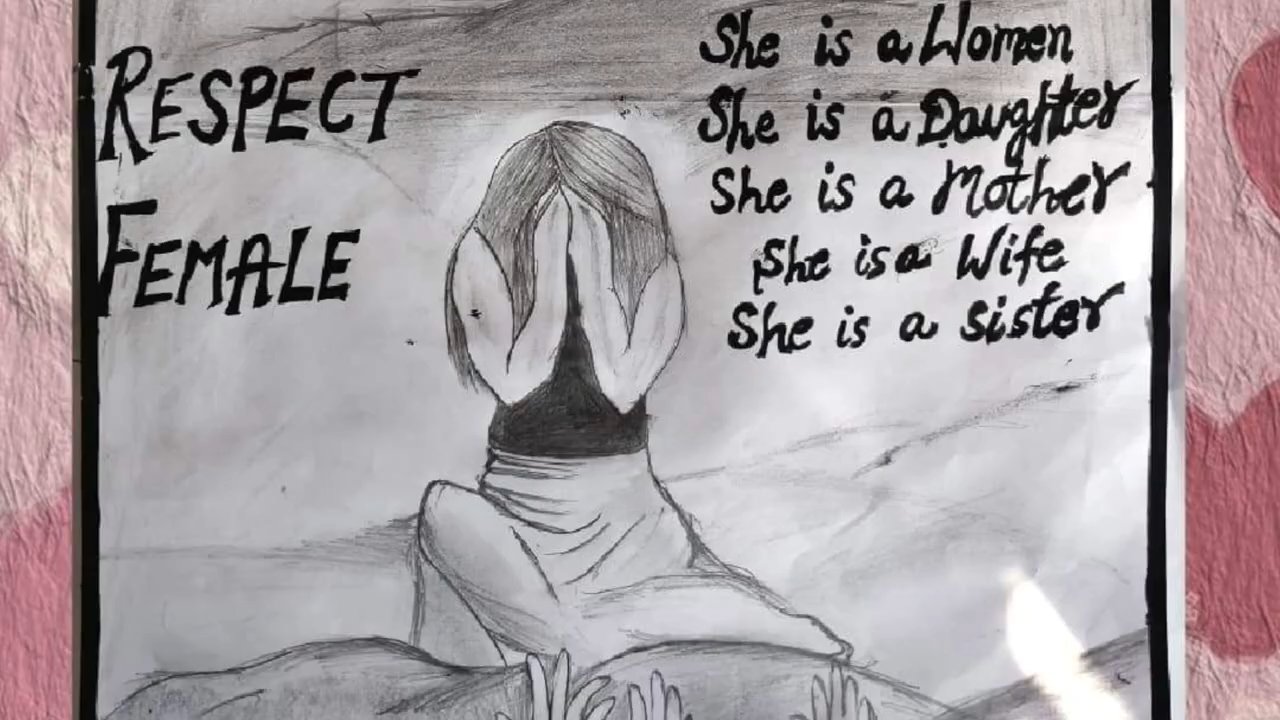 RESPECT
FEMALE
She is a Women
She is a Daughter
She is a Mother
She is a Wife
She is a sister